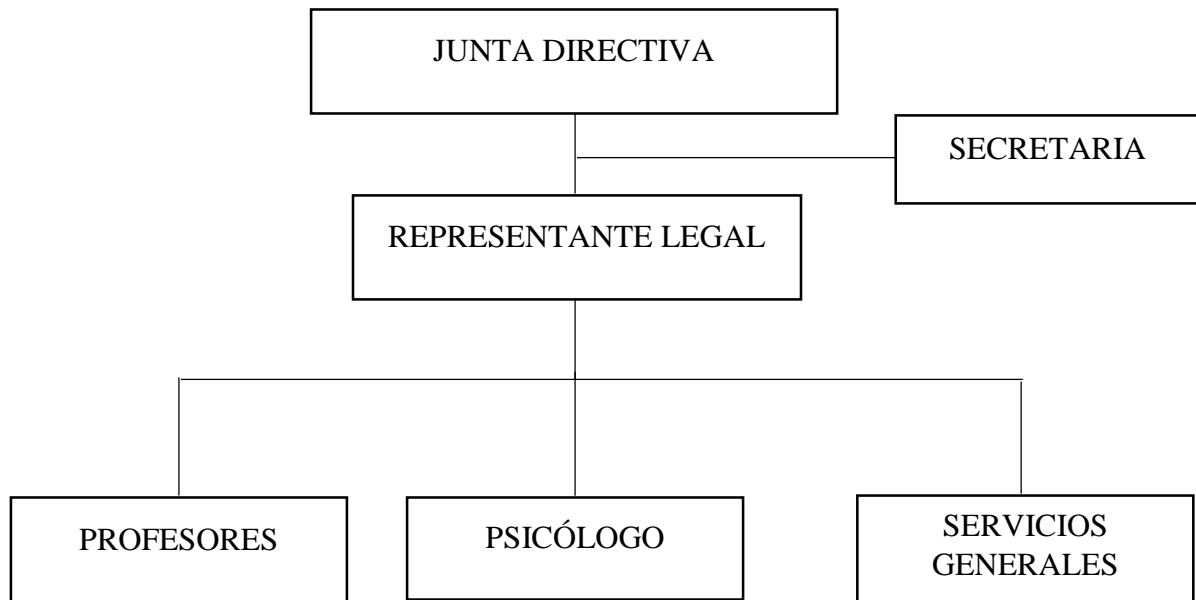 JUNTA DIRECTIVA
SECRETARIA
REPRESENTANTE LEGAL
PROFESORES
PSICÓLOGO
SERVICIOS
GENERALES